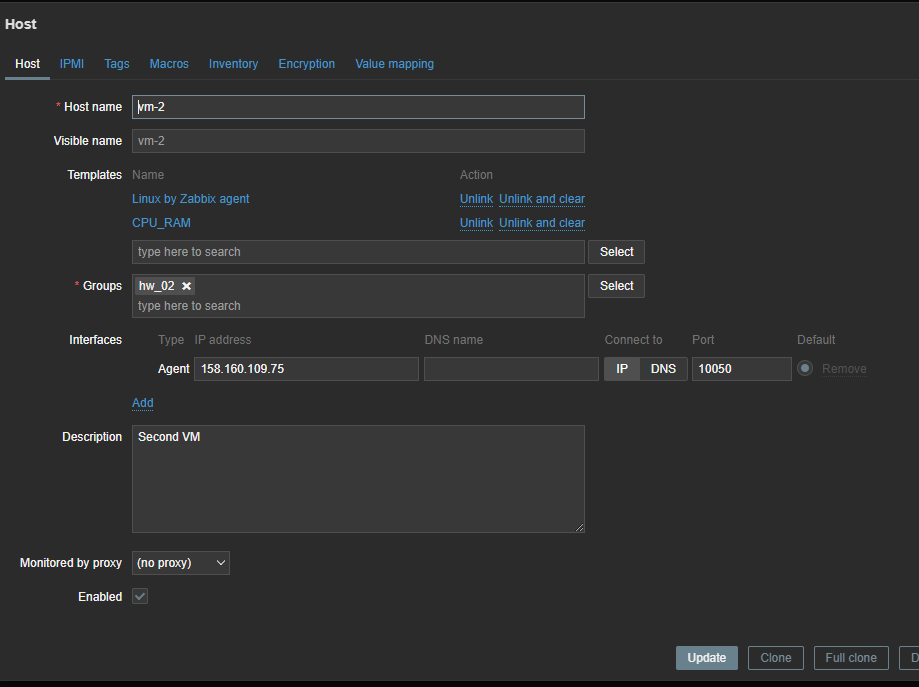 Host
Host IPMI Tags Macros Inventory Encryption Value mapping
* Host name vm-2
Visible name vm-2
Templates Name Action
Linux by Zabbix agent Unlink Unlink and clear
CPU_RAM Unlink Unlink and clear
type here to search Select
* Groups hw_02 Select
type here to search
Interfaces Type IP address DNS name Connect to Port Default
Agent 158.160.109.75 IP DNS 10050 Remove
Add
Description Second VM
Monitored by proxy (no proxy)
Enabled
Update Clone Full clone D